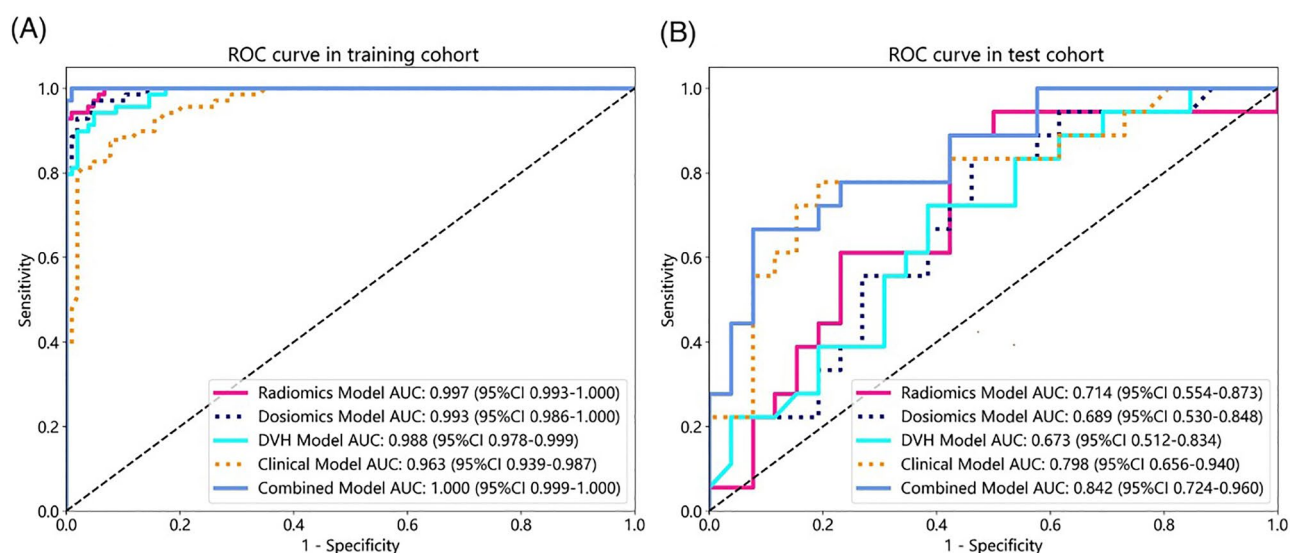 (A)
ROC curve in training cohort
1.0
0.8
0.6
0.4
0.2
0.0
Sensitivity
Radiomics Model AUC: 0.997 (95%CI 0.993-1.000)
Dosiomics Model AUC: 0.993 (95%CI 0.986-1.000)
DVH Model AUC: 0.988 (95%CI 0.978-0.999)
Clinical Model AUC: 0.963 (95%CI 0.939-0.987)
Combined Model AUC: 1.000 (95%CI 0.999-1.000)
0.0 0.2 0.4 0.6 0.8 1.0
1 - Specificity
(B)
ROC curve in test cohort
1.0
0.8
0.6
0.4
0.2
0.0
Sensitivity
Radiomics Model AUC: 0.714 (95%CI 0.554-0.873)
Dosiomics Model AUC: 0.689 (95%CI 0.530-0.848)
DVH Model AUC: 0.673 (95%CI 0.512-0.834)
Clinical Model AUC: 0.798 (95%CI 0.656-0.940)
Combined Model AUC: 0.842 (95%CI 0.724-0.960)
0.0 0.2 0.4 0.6 0.8 1.0
1 - Specificity